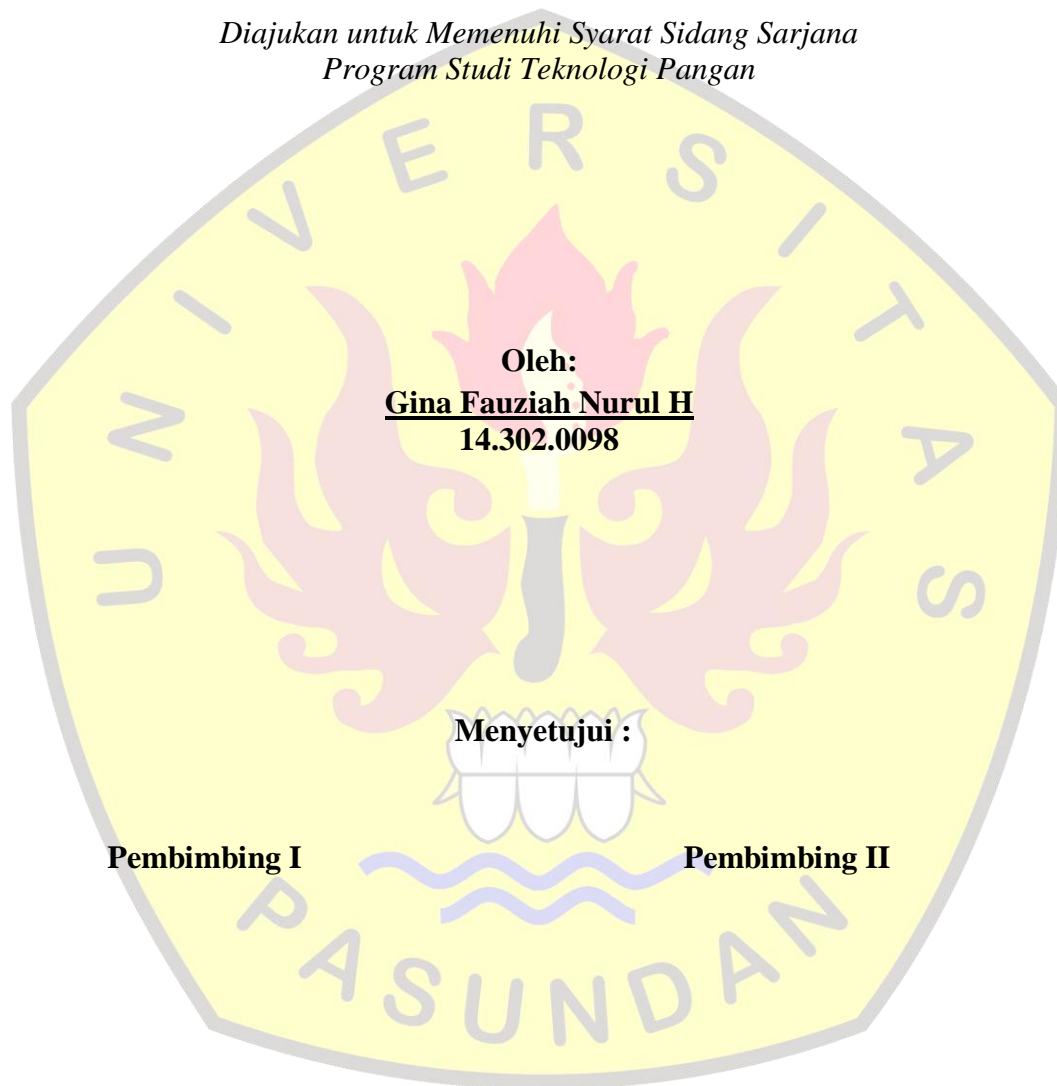 Diajukan untuk Memenuhi Syarat Sidang Sarjana
Program Studi Teknologi Pangan
UNIVERSITAS
Oleh:
Gina Fauziah Nurul H
14.302.0098
Menyetujui :
Pembimbing I Pembimbing II
PASUNDAN